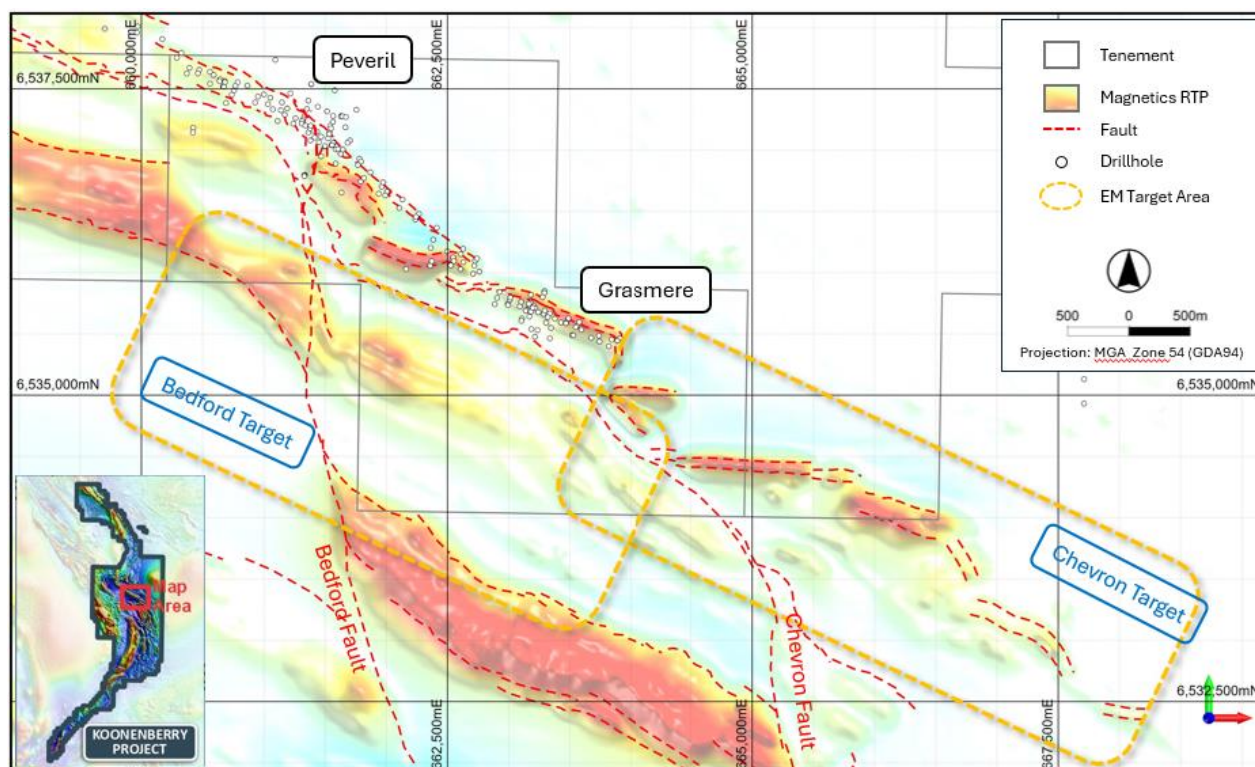 660,000mE
662,500mE
665,000mE
Peveril
6,537,500mN
Tenement
Magnetics RTP
Fault
Drillhole
EM Target Area
500 0 500m
Projection: MGA_Zone 54 (GDA94)
Grasmere
6,535,000mN
6,535,000mN
Bedford Target
Chevron Target
Bedford Fault
Chevron Fault
Map
Area
KOONENBERRY
PROJECT
6,532,500mN
662,500mE
665,000mE
667,500mE